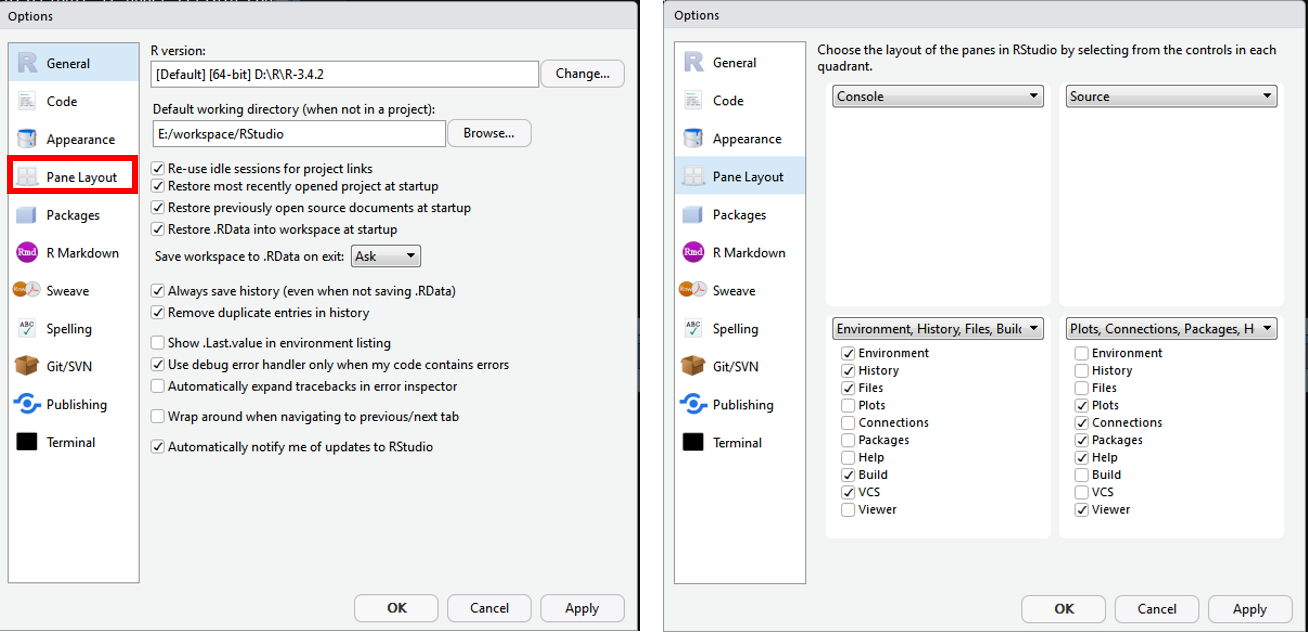 Options
General
Code
Appearance
Pane Layout
Packages
Rmd R Markdown
Sweave
ABC Spelling
Git/SVN
Publishing
Terminal
R version:
[Default] [64-bit] D:\R\R-3.4.2
Change...
Default working directory (when not in a project):
E:/workspace/RStudio
Browse...
Re-use idle sessions for project links
Restore most recently opened project at startup
Restore previously open source documents at startup
Restore .RData into workspace at startup
Save workspace to .RData on exit: Ask
Always save history (even when not saving .RData)
Remove duplicate entries in history
Show .Last.value in environment listing
Use debug error handler only when my code contains errors
Automatically expand tracebacks in error inspector
Wrap around when navigating to previous/next tab
Automatically notify me of updates to RStudio
OK Cancel Apply
Options
General
Code
Appearance
Pane Layout
Packages
Rmd R Markdown
Sweave
ABC Spelling
Git/SVN
Publishing
Terminal
Choose the layout of the panes in RStudio by selecting from the controls in each
quadrant.
Console
Source
Environment, History, Files, Builc
Environment
History
Files
Plots
Connections
Packages
Help
Build
VCS
Viewer
Plots, Connections, Packages, H
Environment
History
Files
Plots
Connections
Packages
Help
Build
VCS
Viewer
OK Cancel Apply